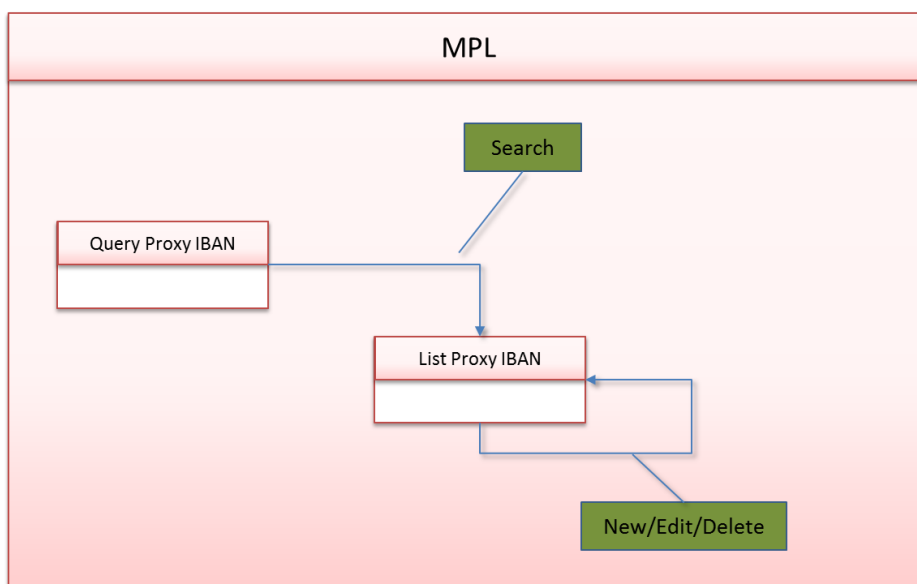 MPL
Search
Query Proxy IBAN
List Proxy IBAN
New/Edit/Delete